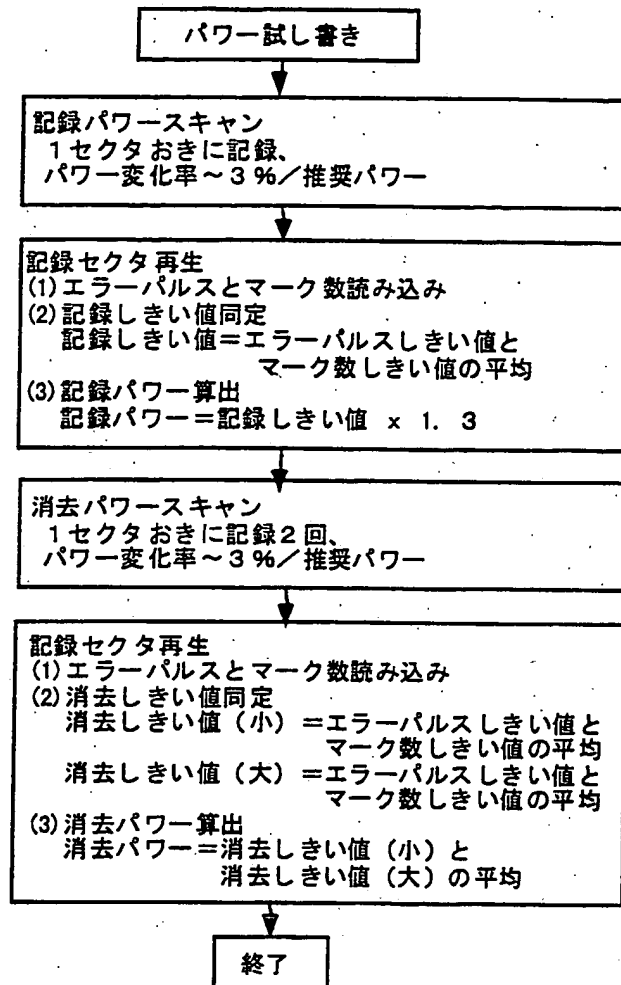 パワー試し書き
記録パワースキャン
1セクタおきに記録、
パワー変化率~3%/推奨パワー
記録セクタ再生
(1)エラーパルスとマーク数読み込み
(2)記録しきい値同定
記録しきい値=エラーパルスしきい値と
マーク数しきい値の平均
(3)記録パワー算出
記録パワー=記録しきい値 x 1. 3
消去パワースキャン
1セクタおきに記録2回、
パワー変化率~3%/推奨パワー
記録セクタ再生
(1)エラーパルスとマーク数読み込み
(2)消去しきい値同定
消去しきい値(小)=エラーパルスしきい値と
マーク数しきい値の平均
消去しきい値(大)=エラーパルスしきい値と
マーク数しきい値の平均
(3)消去パワー算出
消去パワー=消去しきい値(小)と
消去しきい値(大)の平均
終了